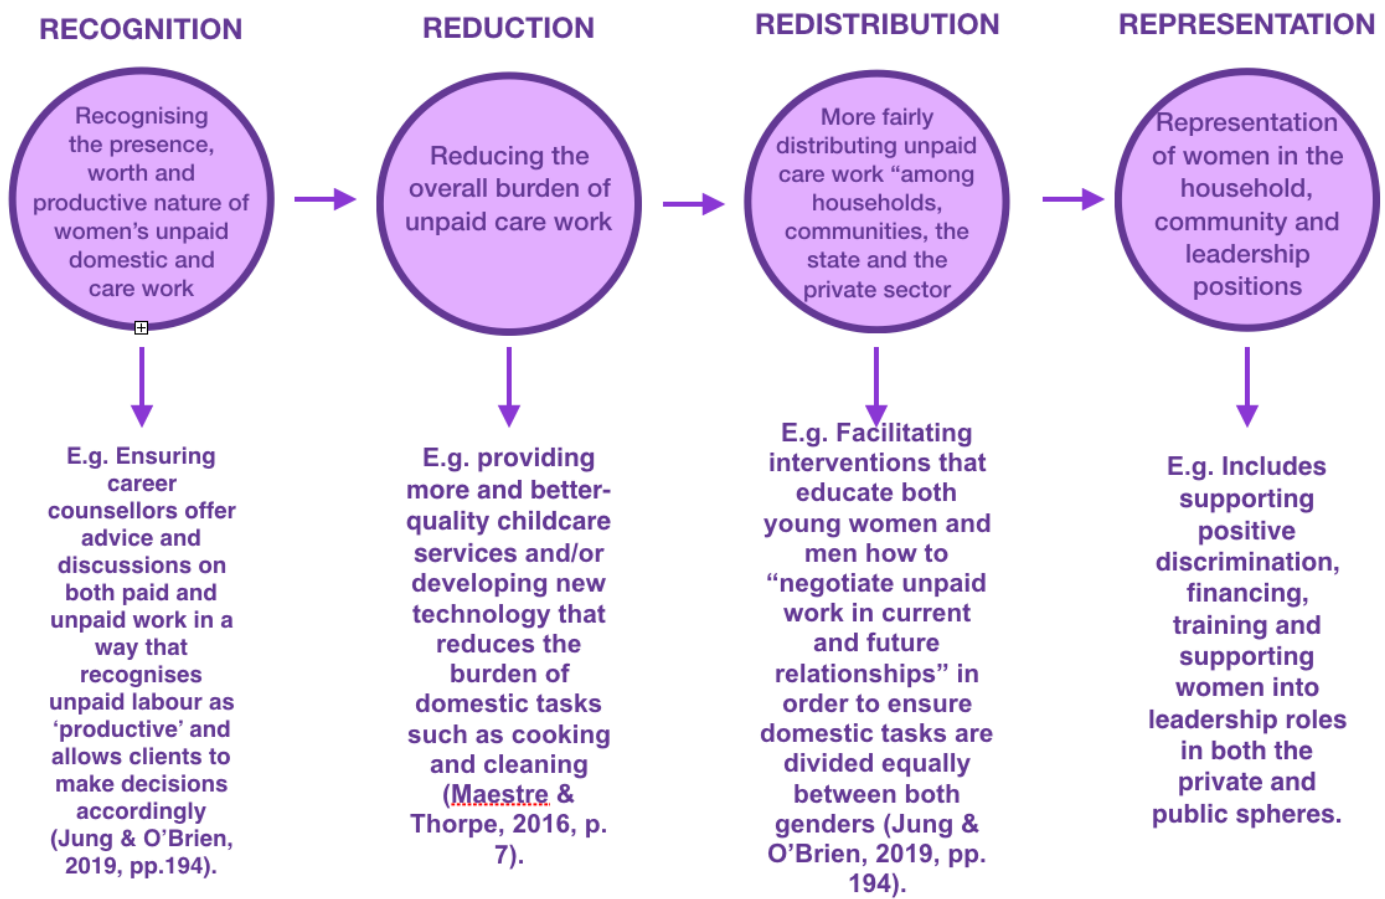 RECOGNITION
Recognising
the presence,
worth and
productive nature of
women’s unpaid
domestic and
care work
E.g. Ensuring
career
counsellors offer
advice and
discussions on
both paid and
unpaid work in a
way that
recognises
unpaid labour as
‘productive’ and
allows clients to
make decisions
accordingly
(Jung & O’Brien,
2019, pp.194).
REDUCTION
Reducing the
overall burden of
unpaid care work
E.g. providing
more and better-
quality childcare
services and/or
developing new
technology that
reduces the
burden of
domestic tasks
such as cooking
and cleaning
(Maestre &
Thorpe, 2016, p.
7).
REDISTRIBUTION
More fairly
distributing unpaid
care work “among
households,
communities, the
state and the
private sector
E.g. Facilitating
interventions that
educate both
young women and
men how to
“negotiate unpaid
work in current
and future
relationships” in
order to ensure
domestic tasks are
divided equally
between both
genders (Jung &
O’Brien, 2019, pp.
194).
REPRESENTATION
Representation
of women in the
household,
community and
leadership
positions
E.g. Includes
supporting
positive
discrimination,
financing,
training and
supporting
women into
leadership roles
in both the
private and
public spheres.